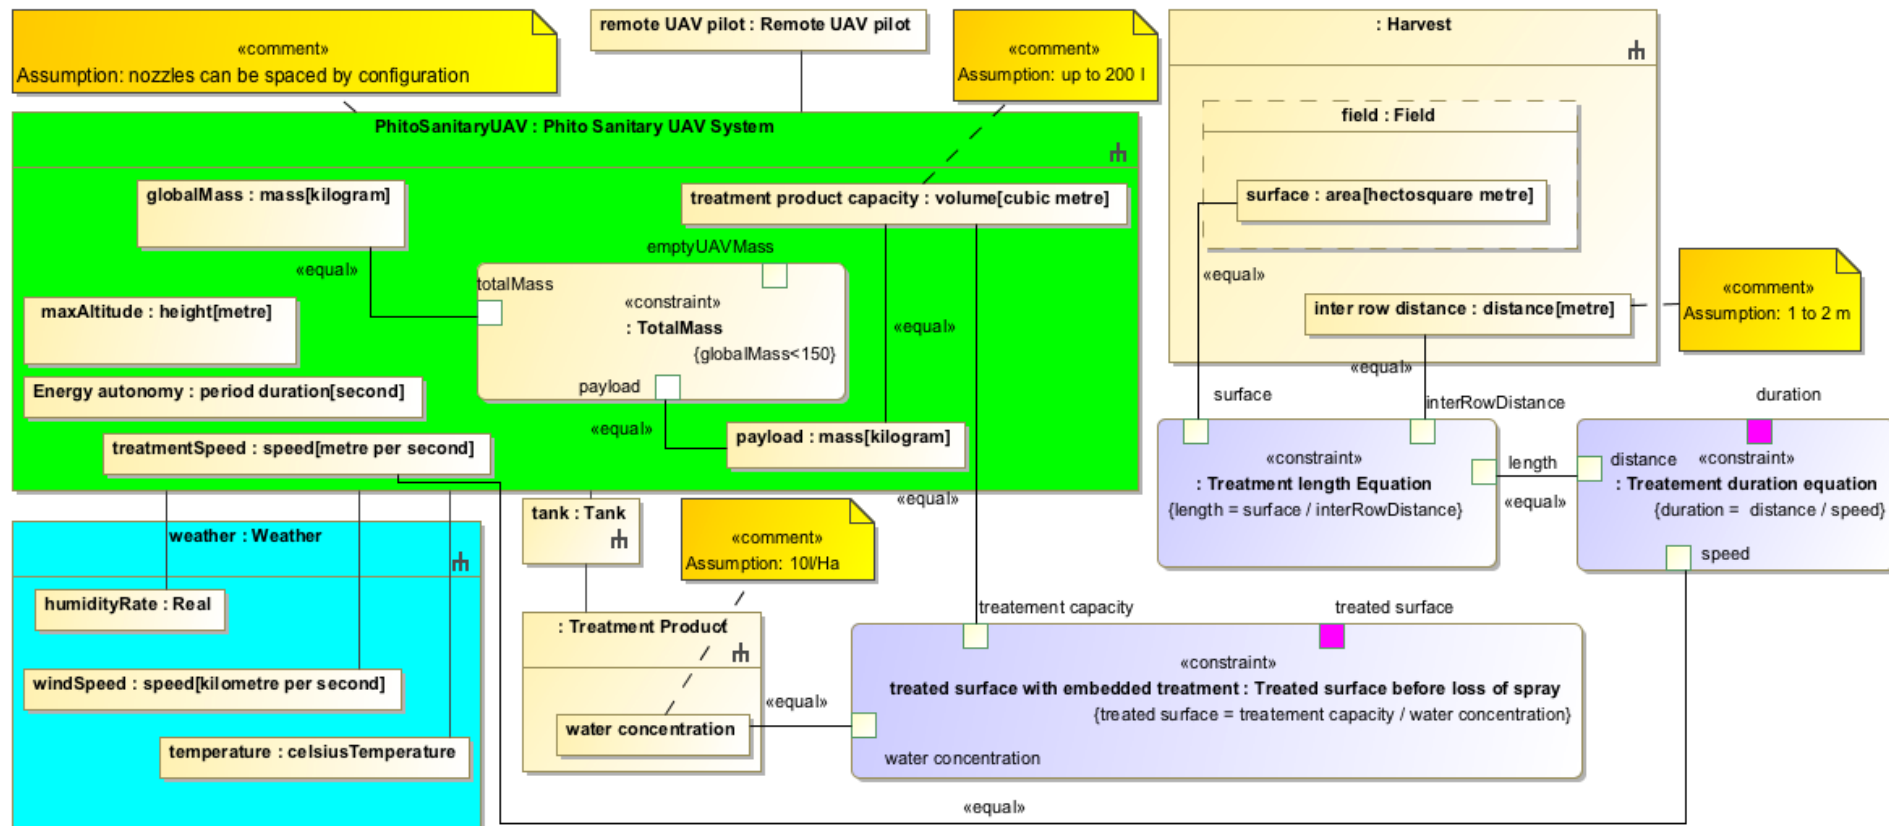 «comment»
Assumption: nozzles can be spaced by configuration
remote UAV pilot : Remote UAV pilot
«comment»
Assumption: up to 200 l
: Harvest
field : Field
surface : area[hectosquare metre]
«equal»
inter row distance : distance[metre]
«comment»
Assumption: 1 to 2 m
«equal»
PhitoSanitaryUAV : Phito Sanitary UAV System
globalMass : mass[kilogram]
treatment product capacity : volume[cubic metre]
emptyUAVMass
«equal»
totalMass
«constraint»
: TotalMass
{globalMass<150}
payload
«equal»
«equal»
maxAltitude : height[metre]
Energy autonomy : period duration[second]
treatmentSpeed : speed[metre per second]
payload : mass[kilogram]
«equal»
surface
interRowDistance
duration
«constraint»
: Treatment length Equation
{length = surface / interRowDistance}
length
«equal»
distance
«constraint»
: Treatement duration equation
{duration =  distance / speed}
speed
weather : Weather
humidityRate : Real
windSpeed : speed[kilometre per second]
temperature : celsiusTemperature
tank : Tank
«comment»
Assumption: 10l/Ha
: Treatment Product
water concentration
«equal»
treatement capacity
treated surface
«constraint»
treated surface with embedded treatment : Treated surface before loss of spray
{treated surface = treatement capacity / water concentration}
water concentration
«equal»